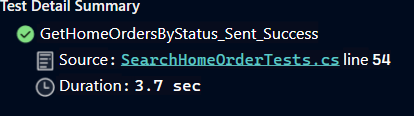 Test Detail Summary
GetHomeOrdersByStatus_Sent_Success
Source: SearchHomeOrderTests.cs line 54
Duration: 3.7 sec